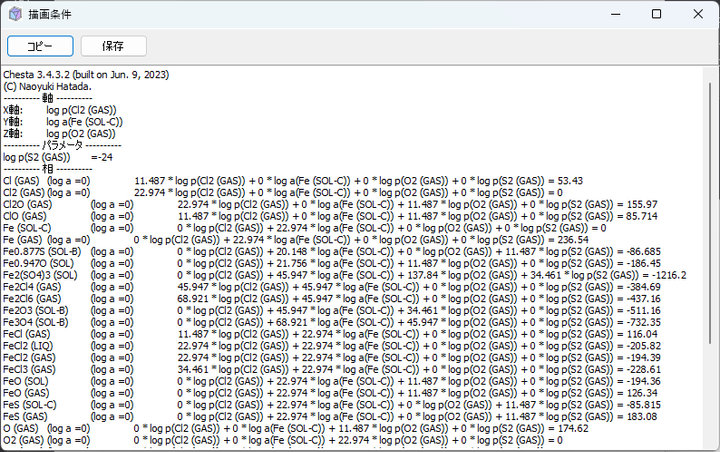 描画条件
コピー 保存
Chesta 3.4.3.2 (built on Jun. 9, 2023)
(C) Naoyuki Hatada.
---------- 軸 ----------
X軸: log p(Cl2 (GAS))
Y軸: log a(Fe (SOL-C))
Z軸: log p(O2 (GAS))
---------- パラメータ ----------
log p(S2 (GAS)) =-24
---------- 相 ----------
Cl (GAS) (log a =0) 11.487 * log p(Cl2 (GAS)) + 0 * log a(Fe (SOL-C)) + 0 * log p(O2 (GAS)) + 0 * log p(S2 (GAS)) = 53.43
Cl2 (GAS) (log a =0) 22.974 * log p(Cl2 (GAS)) + 0 * log a(Fe (SOL-C)) + 0 * log p(O2 (GAS)) + 0 * log p(S2 (GAS)) = 0
Cl2O (GAS) (log a =0) 22.974 * log p(Cl2 (GAS)) + 0 * log a(Fe (SOL-C)) + 11.487 * log p(O2 (GAS)) + 0 * log p(S2 (GAS)) = 155.97
ClO (GAS) (log a =0) 11.487 * log p(Cl2 (GAS)) + 0 * log a(Fe (SOL-C)) + 11.487 * log p(O2 (GAS)) + 0 * log p(S2 (GAS)) = 85.714
Fe (SOL-C) (log a =0) 0 * log p(Cl2 (GAS)) + 22.974 * log a(Fe (SOL-C)) + 0 * log p(O2 (GAS)) + 0 * log p(S2 (GAS)) = 0
Fe (GAS) (log a =0) 0 * log p(Cl2 (GAS)) + 22.974 * log a(Fe (SOL-C)) + 0 * log p(O2 (GAS)) + 0 * log p(S2 (GAS)) = 236.54
Fe0.877S (SOL-B) (log a =0) 0 * log p(Cl2 (GAS)) + 20.148 * log a(Fe (SOL-C)) + 0 * log p(O2 (GAS)) + 11.487 * log p(S2 (GAS)) = -86.685
Fe0.947O (SOL) (log a =0) 0 * log p(Cl2 (GAS)) + 21.756 * log a(Fe (SOL-C)) + 11.487 * log p(O2 (GAS)) + 0 * log p(S2 (GAS)) = -186.45
Fe2(SO4)3 (SOL) (log a =0) 0 * log p(Cl2 (GAS)) + 45.947 * log a(Fe (SOL-C)) + 137.84 * log p(O2 (GAS)) + 34.461 * log p(S2 (GAS)) = -1216.2
Fe2Cl4 (GAS) (log a =0) 45.947 * log p(Cl2 (GAS)) + 45.947 * log a(Fe (SOL-C)) + 0 * log p(O2 (GAS)) + 0 * log p(S2 (GAS)) = -384.69
Fe2Cl6 (GAS) (log a =0) 68.921 * log p(Cl2 (GAS)) + 45.947 * log a(Fe (SOL-C)) + 0 * log p(O2 (GAS)) + 0 * log p(S2 (GAS)) = -437.16
Fe2O3 (SOL-B) (log a =0) 0 * log p(Cl2 (GAS)) + 45.947 * log a(Fe (SOL-C)) + 34.461 * log p(O2 (GAS)) + 0 * log p(S2 (GAS)) = -511.16
Fe3O4 (SOL-B) (log a =0) 0 * log p(Cl2 (GAS)) + 68.921 * log a(Fe (SOL-C)) + 45.947 * log p(O2 (GAS)) + 0 * log p(S2 (GAS)) = -732.35
FeCl (GAS) (log a =0) 11.487 * log p(Cl2 (GAS)) + 22.974 * log a(Fe (SOL-C)) + 0 * log p(O2 (GAS)) + 0 * log p(S2 (GAS)) = 116.04
FeCl2 (LIQ) (log a =0) 22.974 * log p(Cl2 (GAS)) + 22.974 * log a(Fe (SOL-C)) + 0 * log p(O2 (GAS)) + 0 * log p(S2 (GAS)) = -205.82
FeCl2 (GAS) (log a =0) 22.974 * log p(Cl2 (GAS)) + 22.974 * log a(Fe (SOL-C)) + 0 * log p(O2 (GAS)) + 0 * log p(S2 (GAS)) = -194.39
FeCl3 (GAS) (log a =0) 34.461 * log p(Cl2 (GAS)) + 22.974 * log a(Fe (SOL-C)) + 0 * log p(O2 (GAS)) + 0 * log p(S2 (GAS)) = -228.61
FeO (SOL) (log a =0) 0 * log p(Cl2 (GAS)) + 22.974 * log a(Fe (SOL-C)) + 11.487 * log p(O2 (GAS)) + 0 * log p(S2 (GAS)) = -194.36
FeO (GAS) (log a =0) 0 * log p(Cl2 (GAS)) + 22.974 * log a(Fe (SOL-C)) + 11.487 * log p(O2 (GAS)) + 0 * log p(S2 (GAS)) = 126.34
FeS (SOL-C) (log a =0) 0 * log p(Cl2 (GAS)) + 22.974 * log a(Fe (SOL-C)) + 0 * log p(O2 (GAS)) + 11.487 * log p(S2 (GAS)) = -85.815
FeS (GAS) (log a =0) 0 * log p(Cl2 (GAS)) + 22.974 * log a(Fe (SOL-C)) + 0 * log p(O2 (GAS)) + 11.487 * log p(S2 (GAS)) = 183.08
O (GAS) (log a =0) 0 * log p(Cl2 (GAS)) + 0 * log a(Fe (SOL-C)) + 11.487 * log p(O2 (GAS)) + 0 * log p(S2 (GAS)) = 174.62
O2 (GAS) (log a =0) 0 * log p(Cl2 (GAS)) + 0 * log a(Fe (SOL-C)) + 22.974 * log p(O2 (GAS)) + 0 * log p(S2 (GAS)) = 0